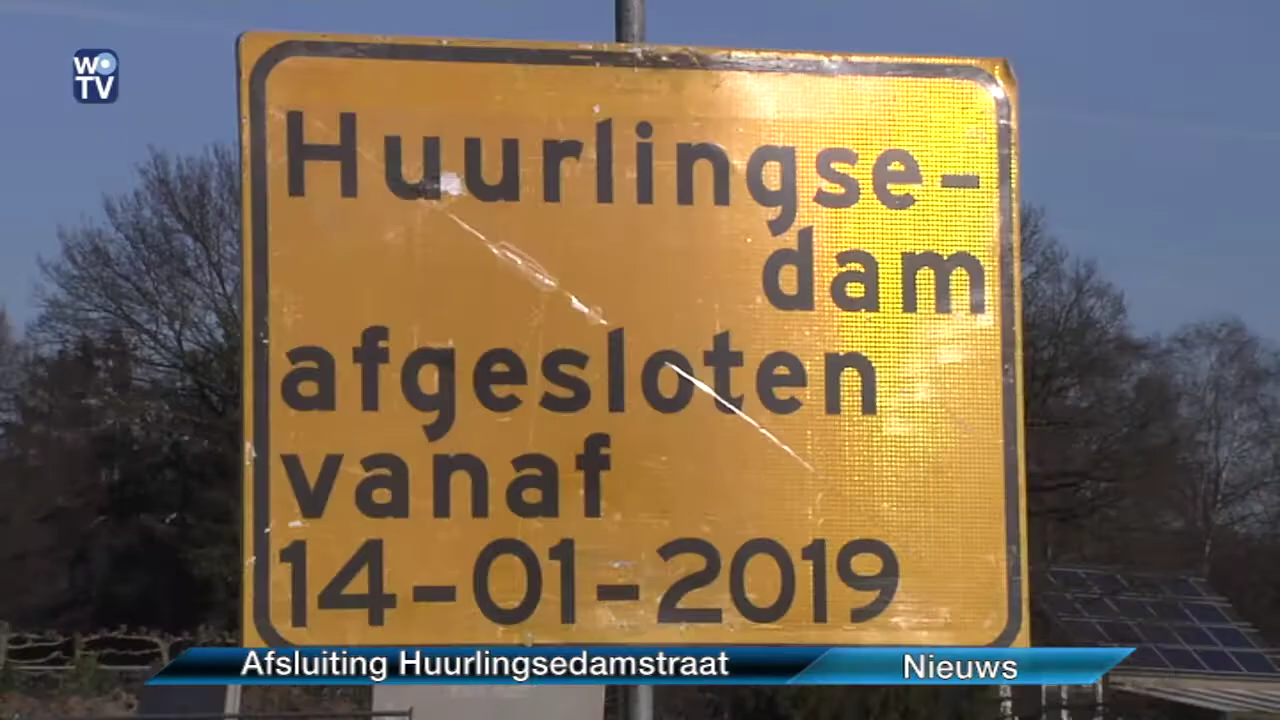 WO
TV
Huurlingse-
dam
afgesloten
vanaf
14-01-2019
Afsluiting Huurlingsedamstraat
Nieuws